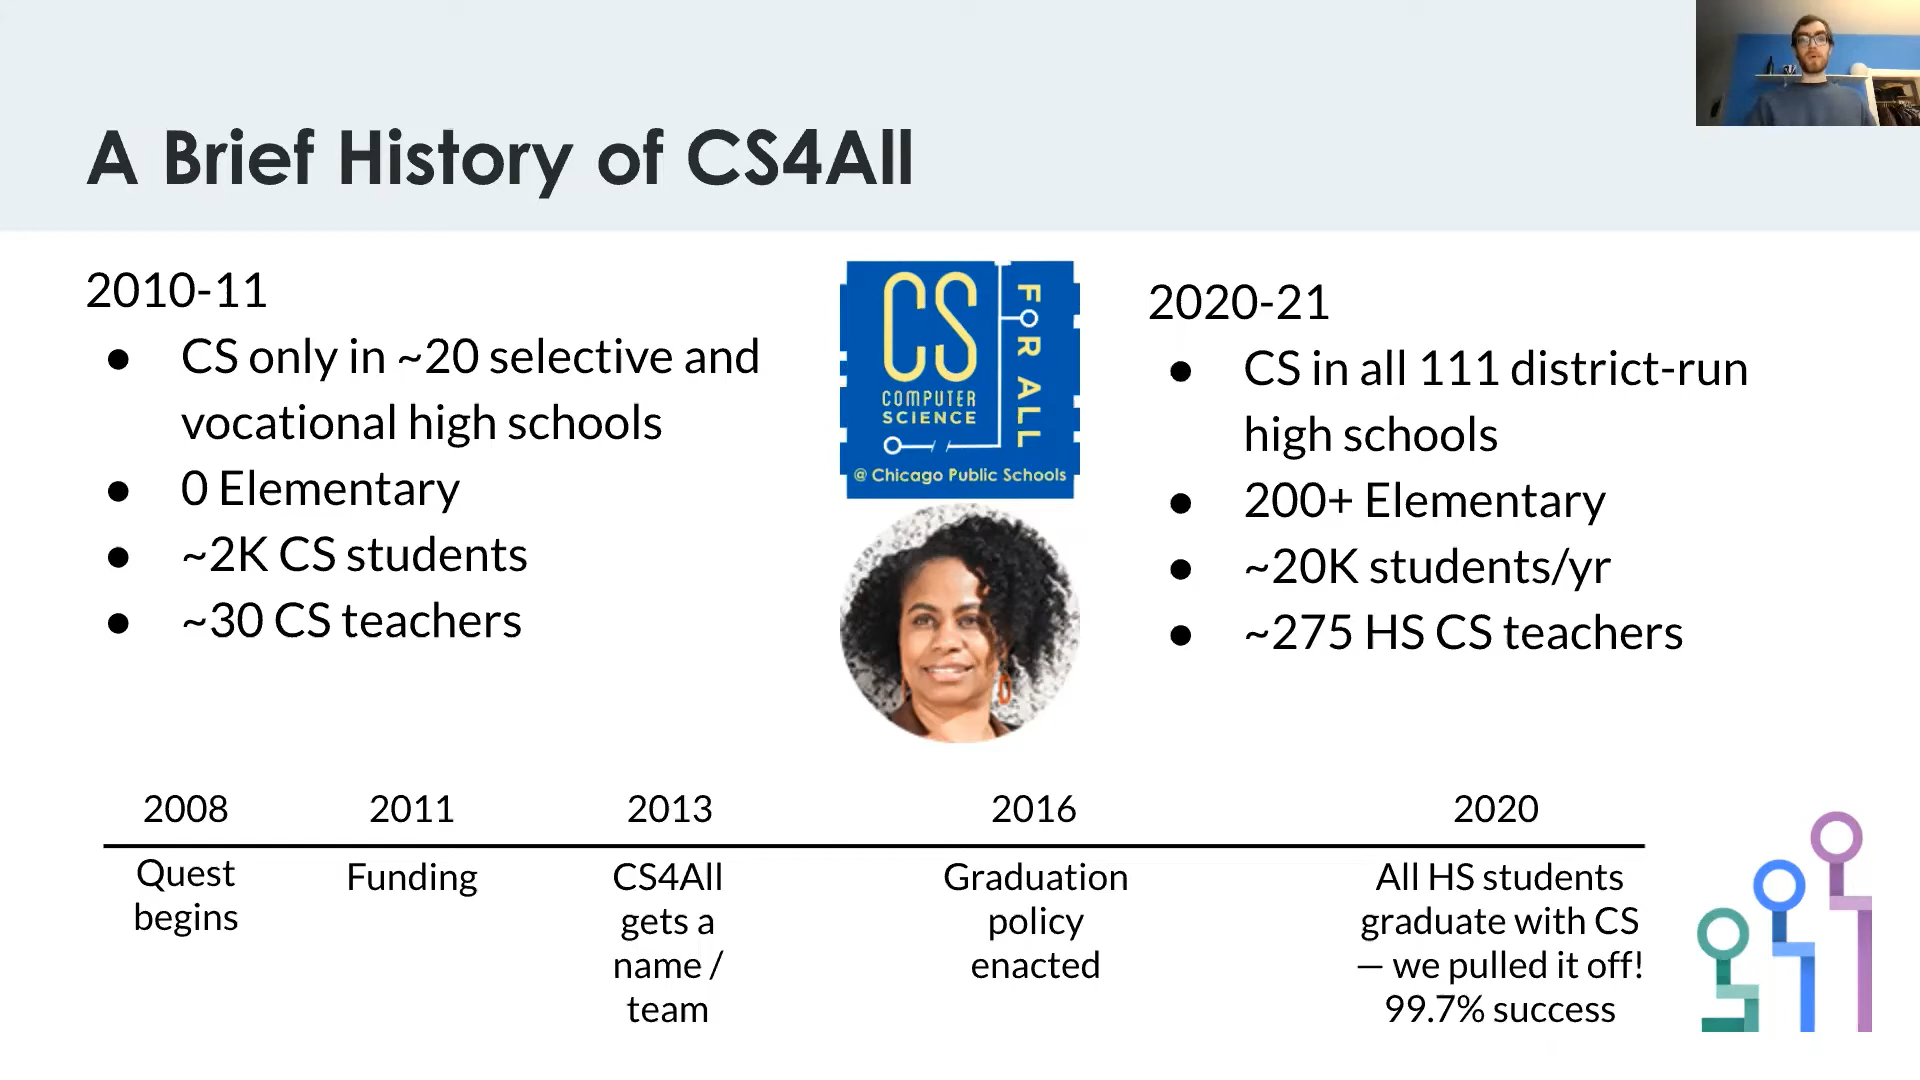 A Brief History of CS4All
2010-11
● CS only in ~20 selective and
vocational high schools
● 0 Elementary
● ~2K CS students
● ~30 CS teachers
CS
COMPUTER
SCIENCE
FOR ALL
@ Chicago Public Schools
2020-21
● CS in all 111 district-run
high schools
● 200+ Elementary
● ~20K students/yr
● ~275 HS CS teachers
2008
Quest
begins
2011
Funding
2013
CS4All
gets a
name /
team
2016
Graduation
policy
enacted
2020
All HS students
graduate with CS
— we pulled it off!
99.7% success